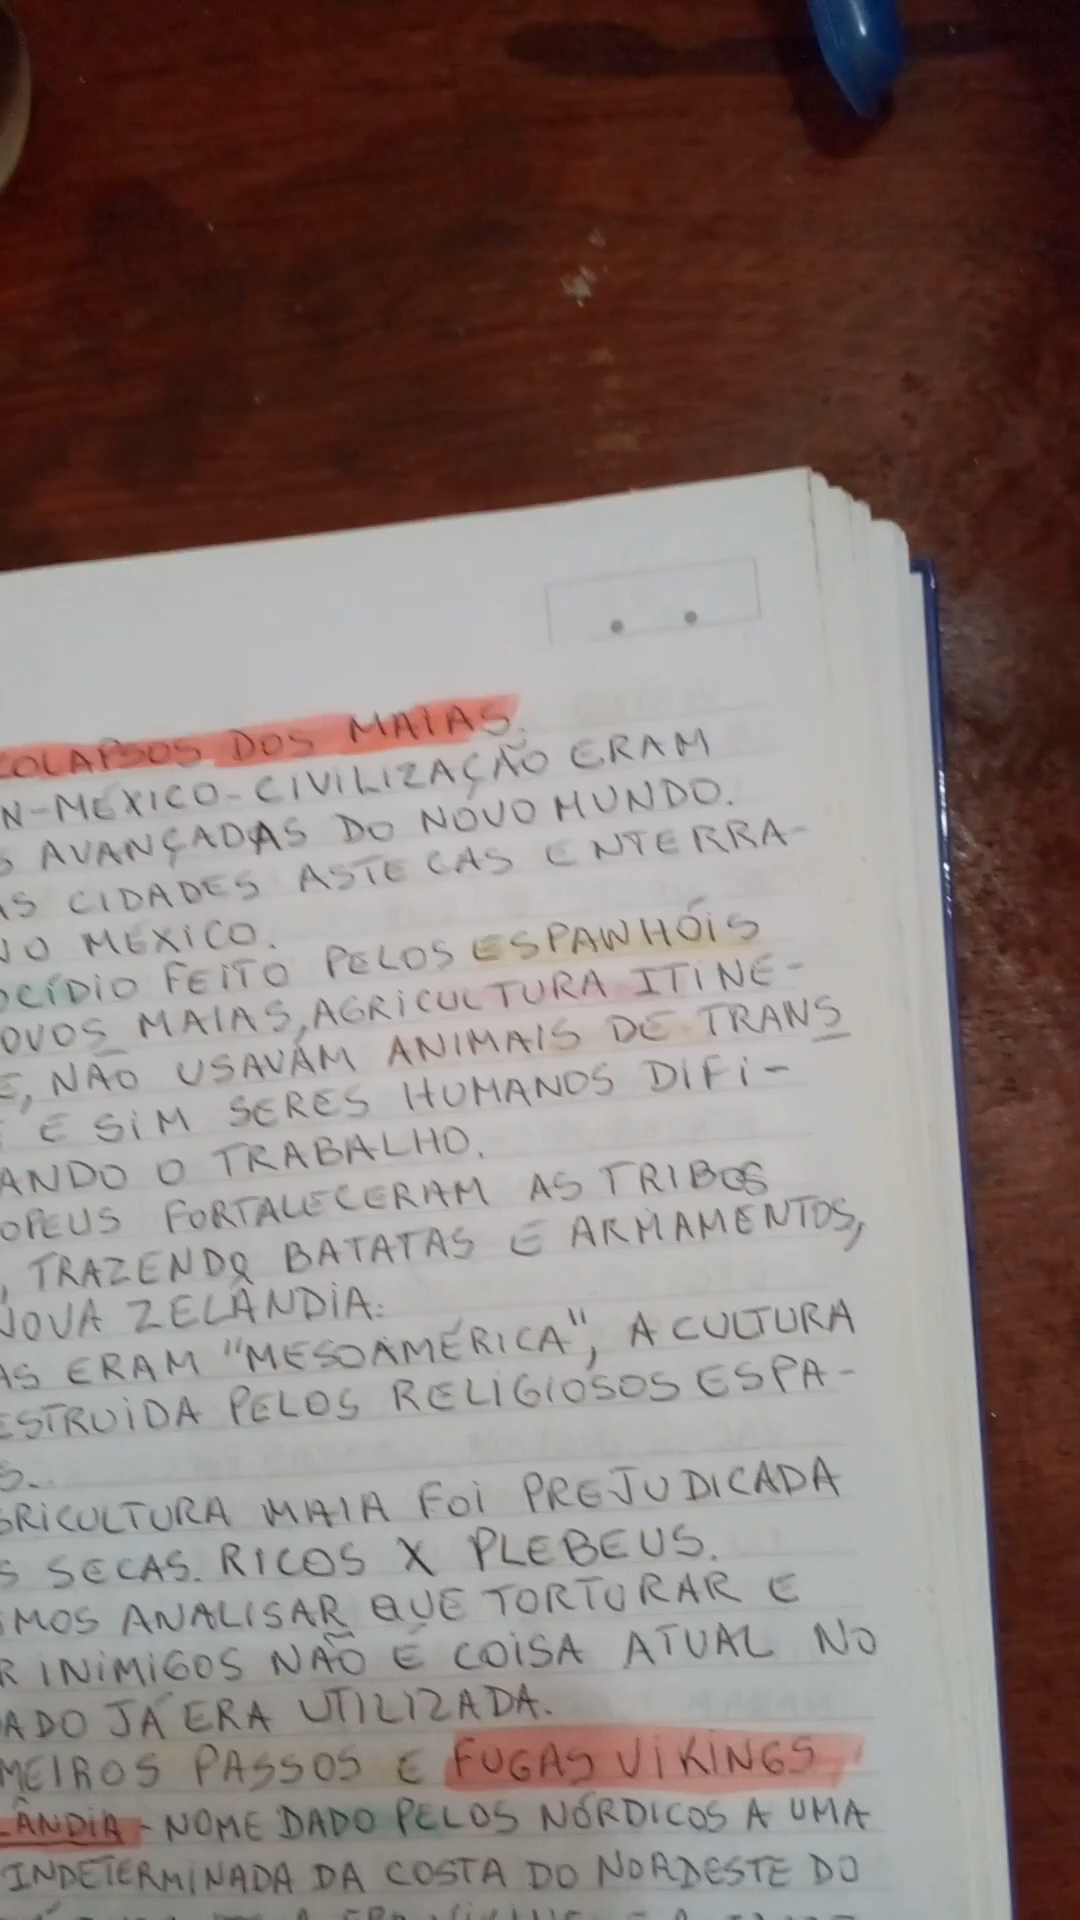 COLAPSOS DOS MAIAS.
N-MÉXICO-CIVILIZAÇÃO ERAM
S AVANÇADAS DO NOVO MUNDO.
AS CIDADES ASTECAS ENTERRA-
NO MÉXICO.
OCÍDIO FEITO PELOS ESPANHÓIS
OVOS MAIAS, AGRICULTURA ITINE-
E, NÃO USAVAM ANIMAIS DE TRANS
E SIM SERES HUMANOS DIFI-
ANDO O TRABALHO.
OPEUS FORTALECERAM AS TRIBOS
, TRAZENDO BATATAS E ARMAMENTOS,
NOVA ZELÂNDIA.
AS ERAM "MESOAMÉRICA", A CULTURA
ESTRUIDA PELOS RELIGIOSOS ESPA-
S.
GRICULTURA MAIA FOI PREJUDICADA
S SECAS. RICOS X PLEBEUS.
MOS ANALISAR QUE TORTURAR E
R INIMIGOS NÃO É COISA ATUAL NO
ADO JÁ ERA UTILIZADA.
MEIROS PASSOS E FUGAS VIKINGS
LÂNDIA - NOME DADO PELOS NÓRDICOS A UMA
INDETERMINADA DA COSTA DO NORDESTE DO